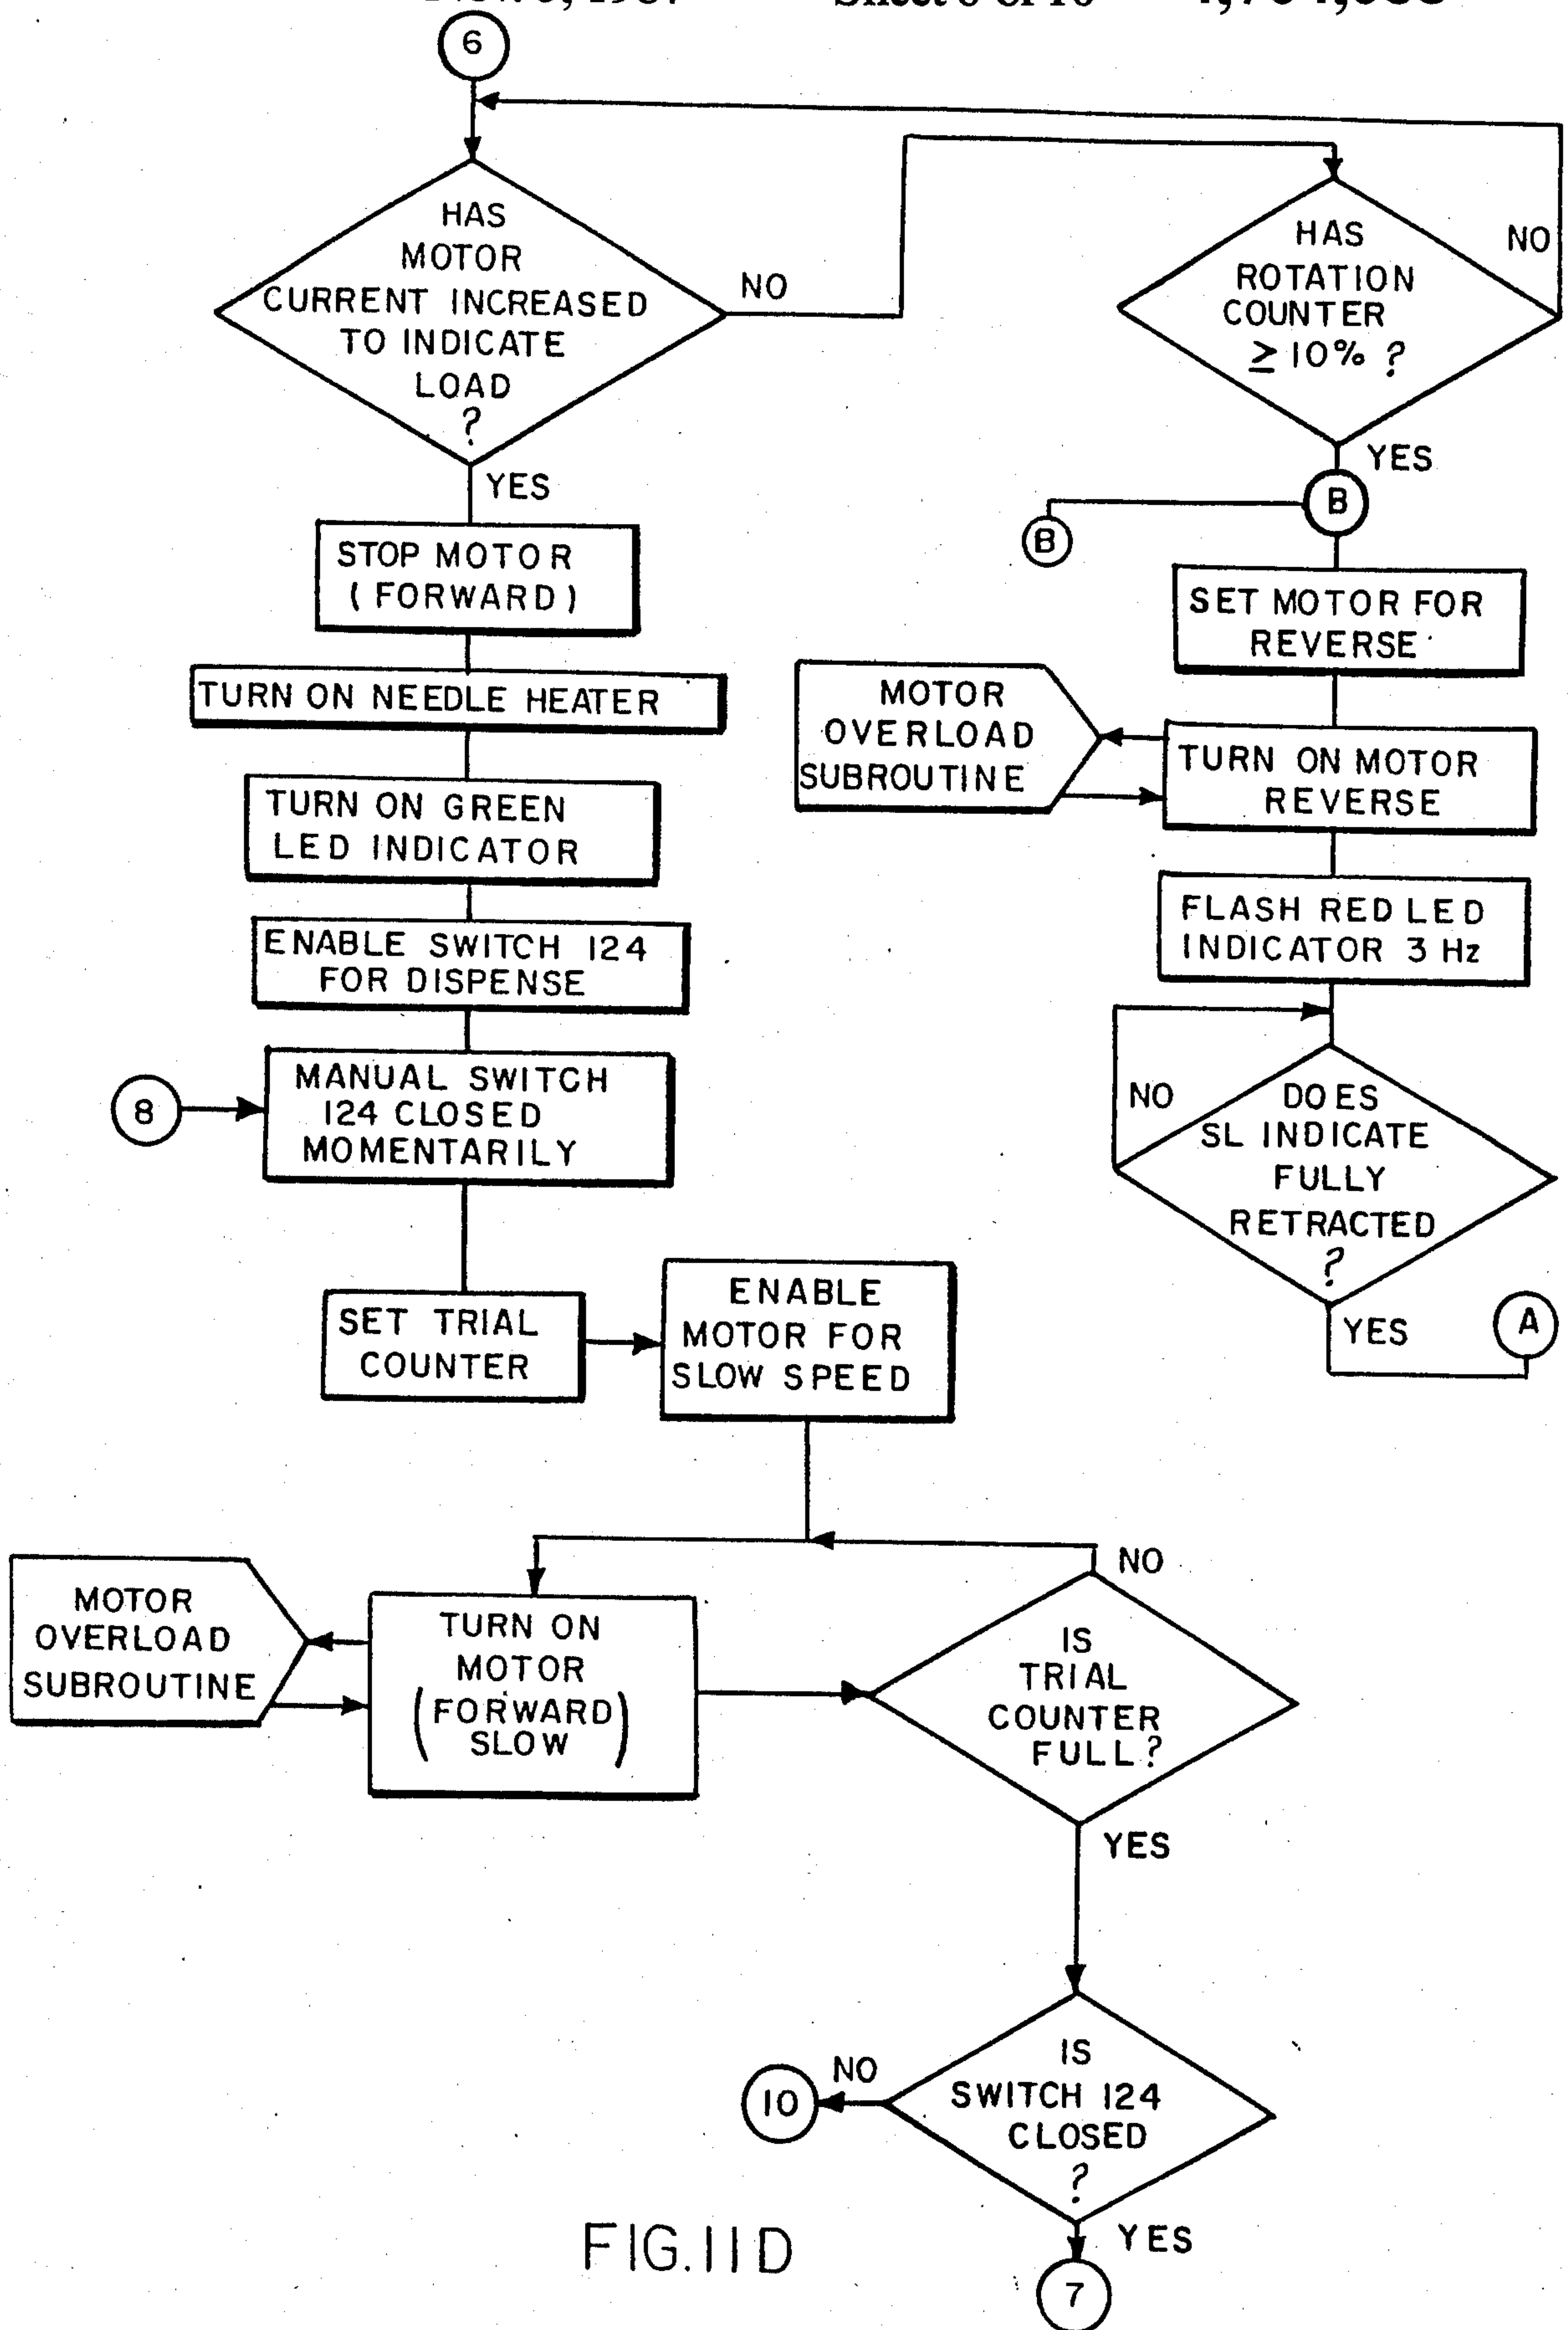 Sheet 8 of 10
6
HAS
MOTOR
CURRENT INCREASED
TO INDICATE
LOAD
?
NO
YES
HAS
ROTATION
COUNTER
≥ 10% ?
NO
YES
B
B
STOP MOTOR
(FORWARD)
TURN ON NEEDLE HEATER
TURN ON GREEN
LED INDICATOR
ENABLE SWITCH 124
FOR DISPENSE
8
MANUAL SWITCH
124 CLOSED
MOMENTARILY
SET MOTOR FOR
REVERSE
MOTOR
OVERLOAD
SUBROUTINE
TURN ON MOTOR
REVERSE
FLASH RED LED
INDICATOR 3 Hz
NO
DOES
SL INDICATE
FULLY
RETRACTED
?
YES
A
SET TRIAL
COUNTER
ENABLE
MOTOR FOR
SLOW SPEED
MOTOR
OVERLOAD
SUBROUTINE
TURN ON
MOTOR
(FORWARD
SLOW)
NO
IS
TRIAL
COUNTER
FULL?
YES
10
NO
IS
SWITCH 124
CLOSED
?
YES
7
FIG.11D